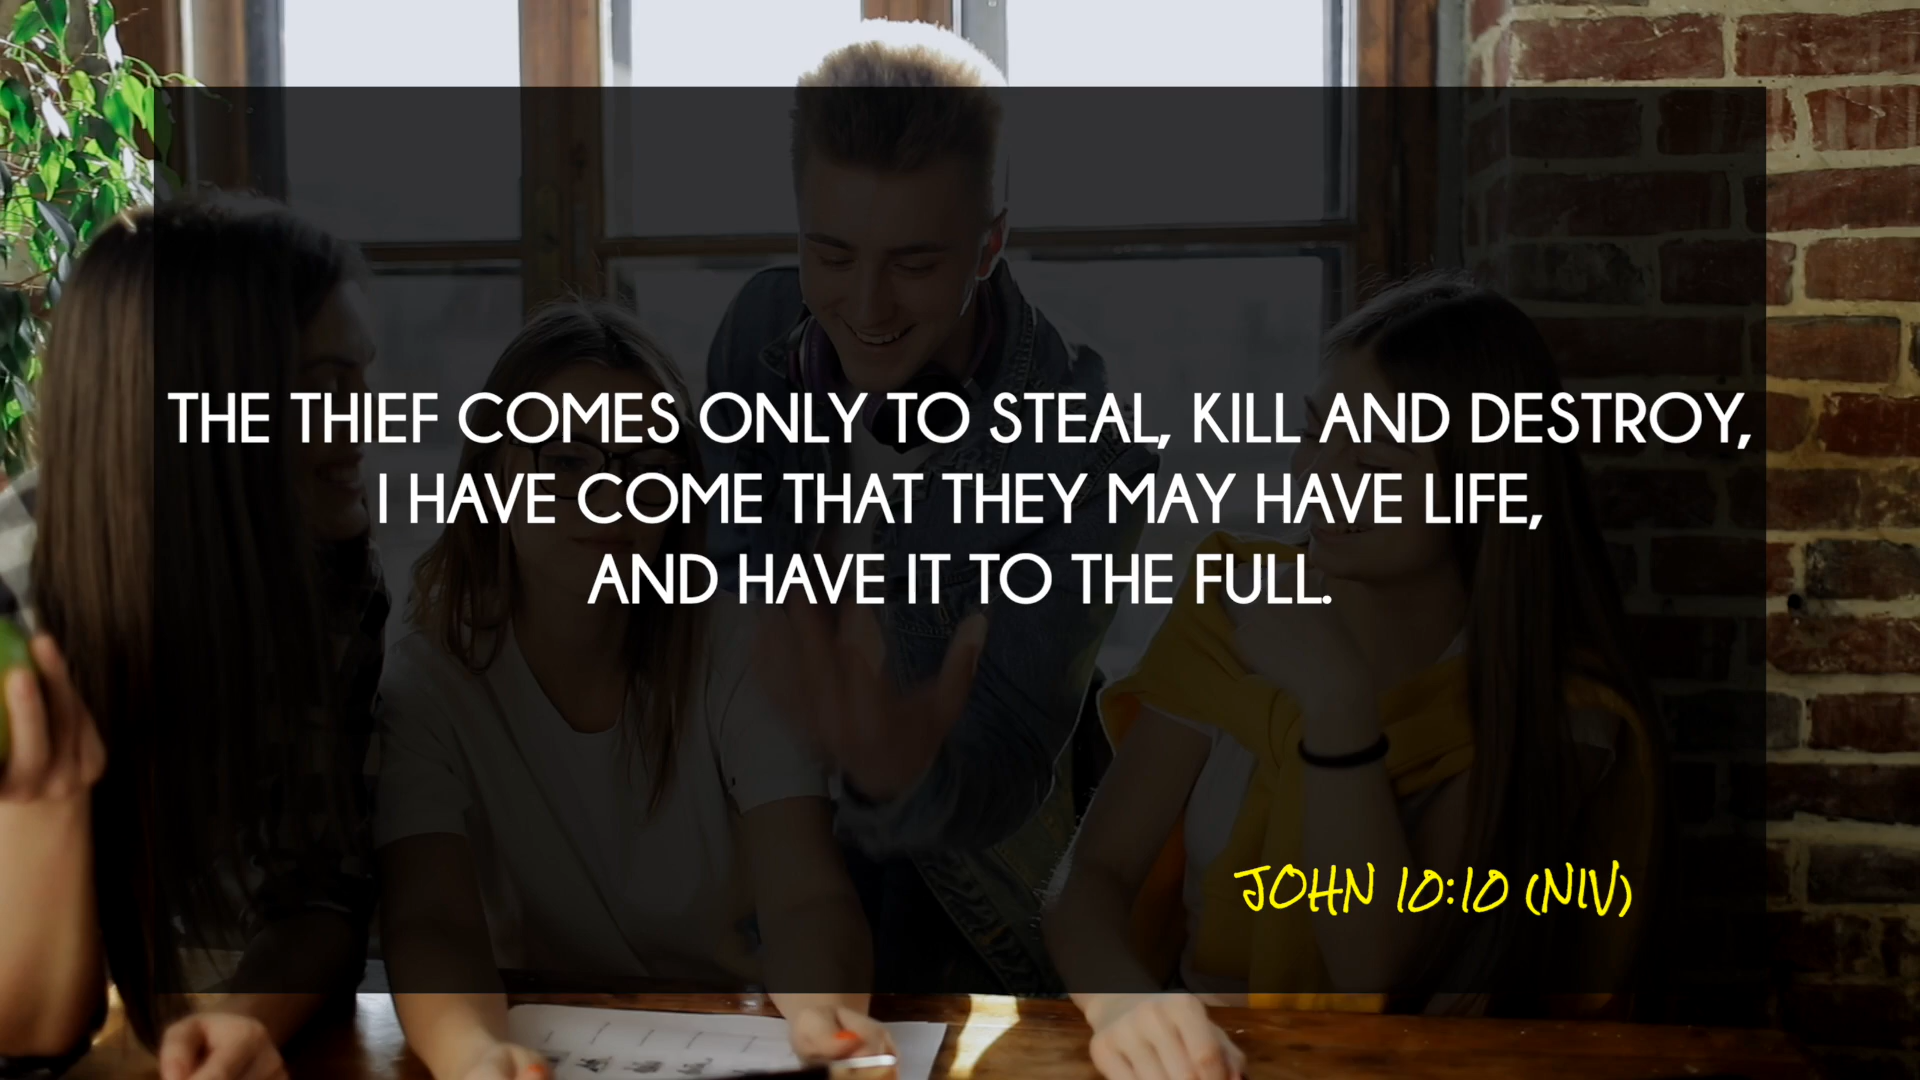 THE THIEF COMES ONLY TO STEAL, KILL AND DESTROY,
I HAVE COME THAT THEY MAY HAVE LIFE,
AND HAVE IT TO THE FULL.
JOHN 10:10 (NIV)